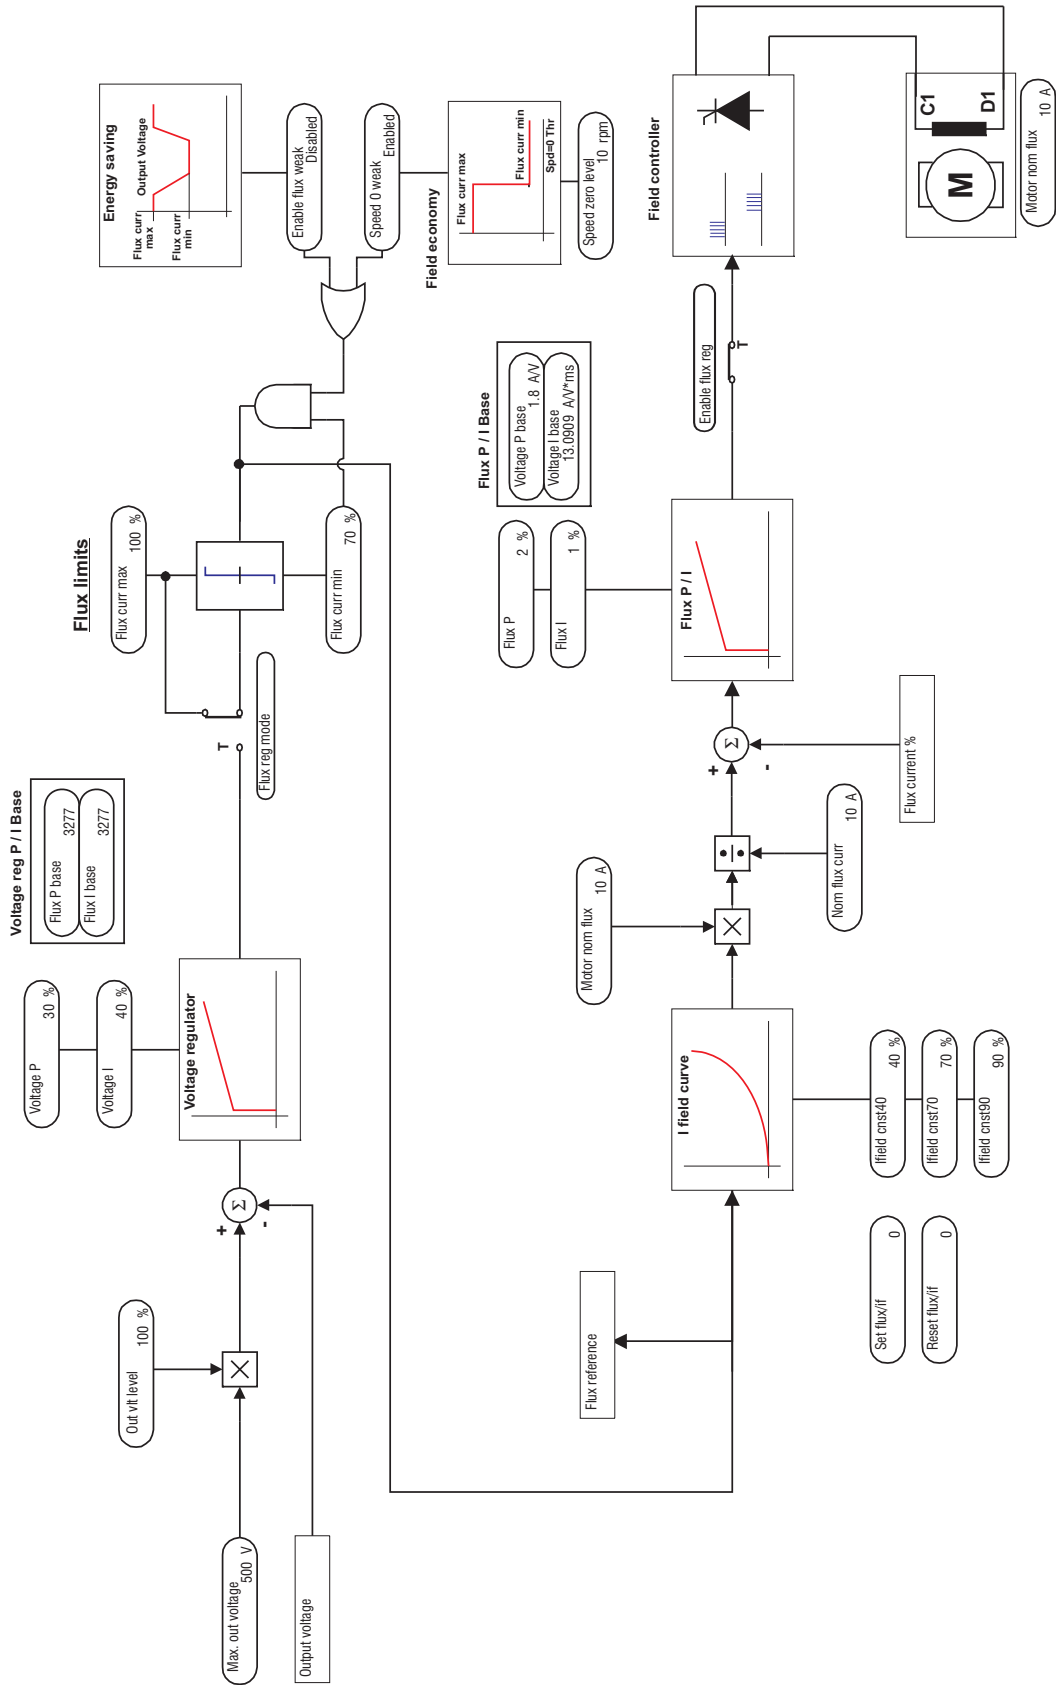 Energy saving
Output Voltage
Flux curr
max
Flux curr
min
Enable flux weak
Disabled
Speed 0 weak
Enabled
Field economy
Flux curr max
Flux curr min
Spd=0 Thr
Speed zero level
10 rpm
Flux limits
Flux curr max
100 %
Flux curr min
70 %
T
Flux reg mode
Voltage reg P / I Base
Flux P base
3277
Flux I base
3277
Voltage P
30 %
Voltage I
40 %
Voltage regulator
Σ
+
-
Out vlt level
100 %
Max. out voltage
500 V
Output voltage
Field controller
C1
D1
M
Motor nom flux
10 A
Enable flux reg
T
Flux P / I Base
Voltage P base
1.8 A/V
Voltage I base
13.0909 A/V*ms
Flux P
2 %
Flux I
1 %
Flux P / I
Σ
+
-
Flux current %
Motor nom flux
10 A
Nom flux curr
10 A
I field curve
Ifield cnst40
40 %
Ifield cnst70
70 %
Ifield cnst90
90 %
Set flux/if
0
Reset flux/if
0
Flux reference